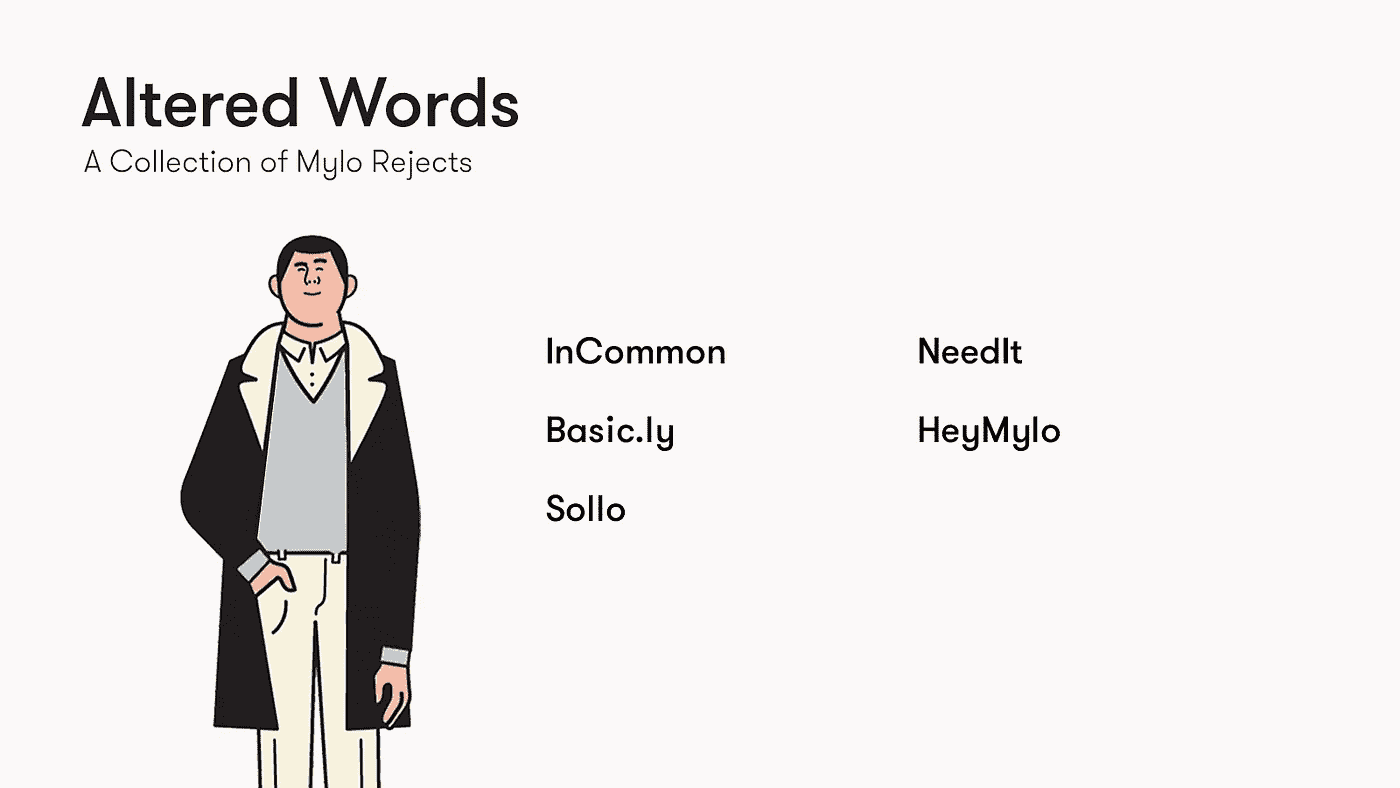 Altered Words
A Collection of Mylo Rejects
InCommon
Basic.ly
Sollo
NeedIt
HeyMylo